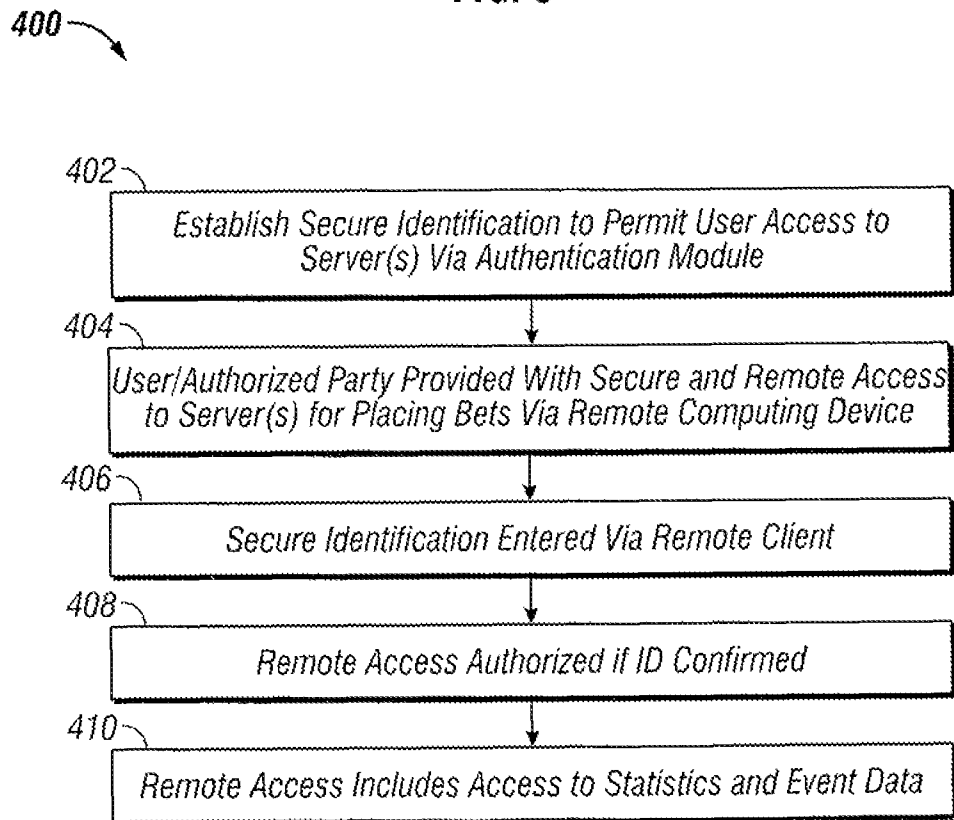 400
402
Establish Secure Identification to Permit User Access to
Server(s) Via Authentication Module
404
User/Authorized Party Provided With Secure and Remote Access
to Server(s) for Placing Bets Via Remote Computing Device
406
Secure Identification Entered Via Remote Client
408
Remote Access Authorized if ID Confirmed
410
Remote Access Includes Access to Statistics and Event Data